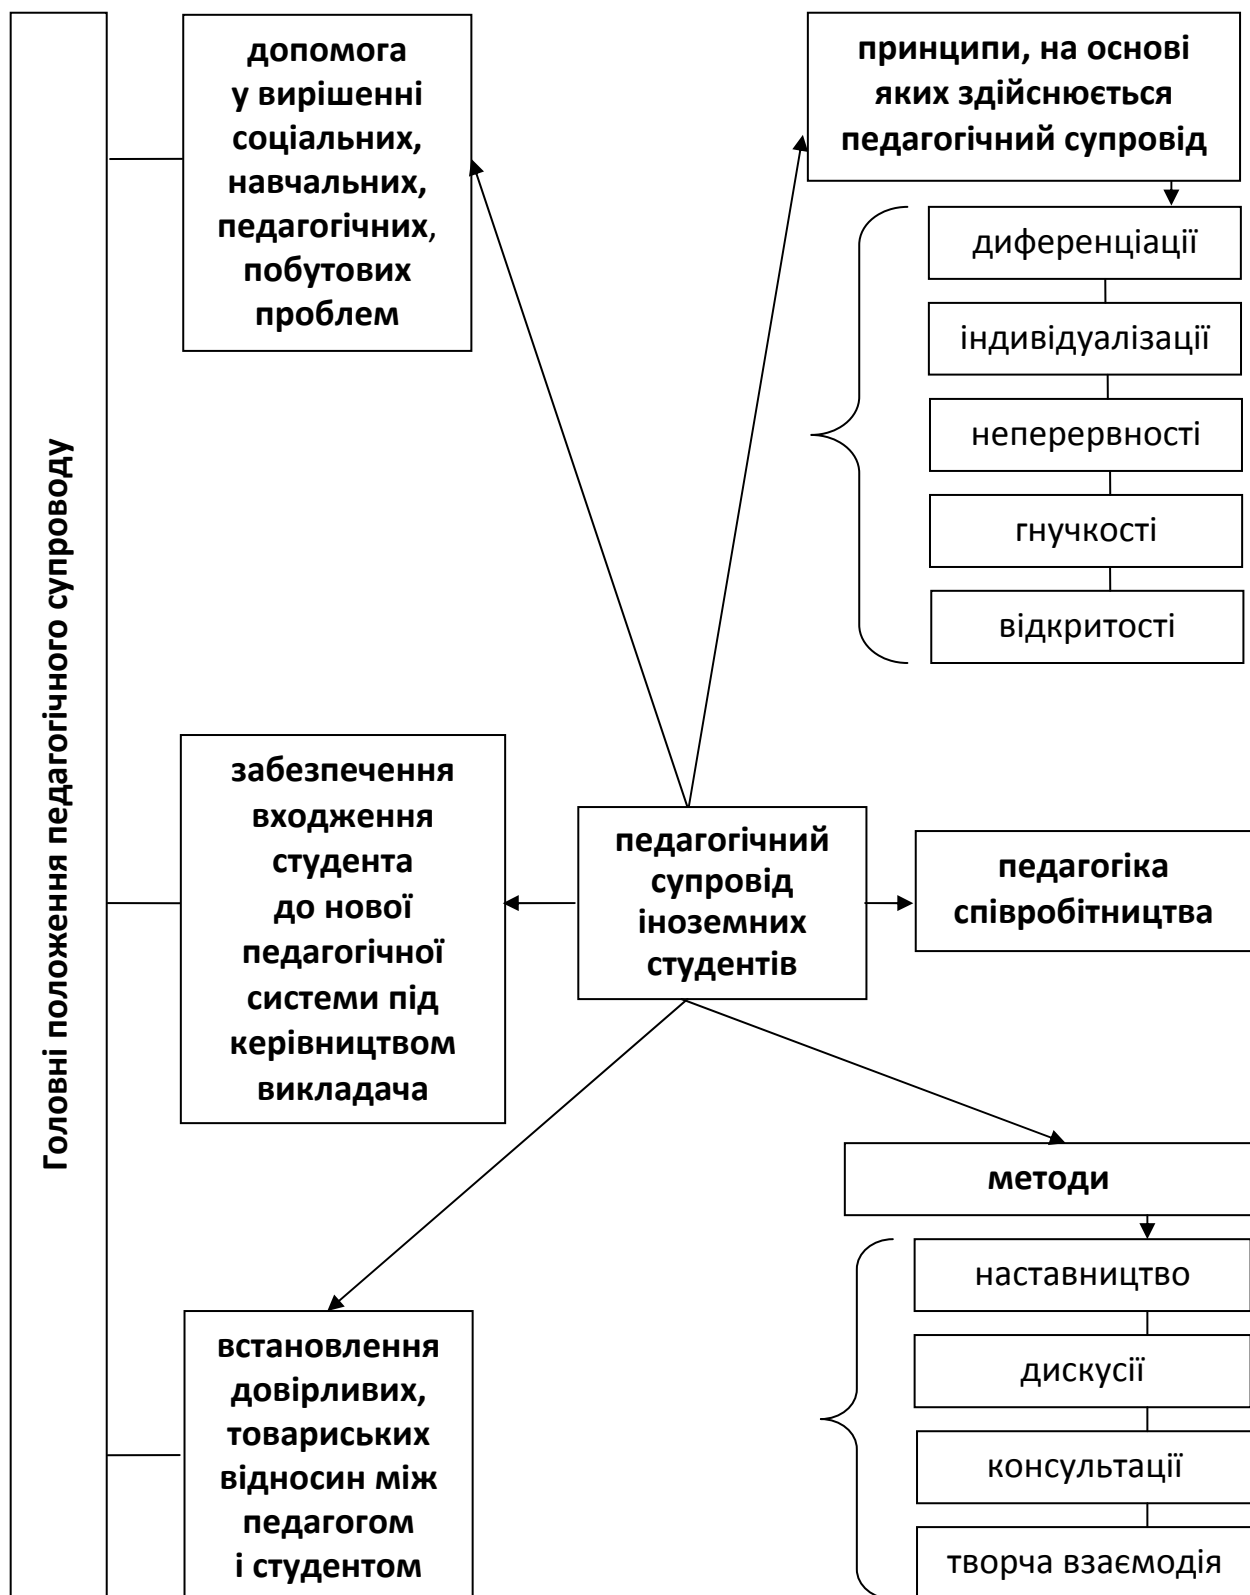 Головні положення педагогічного супроводу
допомога
у вирішенні
соціальних,
навчальних,
педагогічних,
побутових
проблем
принципи, на основі
яких здійснюється
педагогічний супровід
диференціації
індивідуалізації
неперервності
гнучкості
відкритості
забезпечення
входження
студента
до нової
педагогічної
системи під
керівництвом
викладача
педагогічний
супровід
іноземних
студентів
педагогіка
співробітництва
методи
наставництво
дискусії
консультації
творча взаємодія
встановлення
довірливих,
товариських
відносин між
педагогом
і студентом